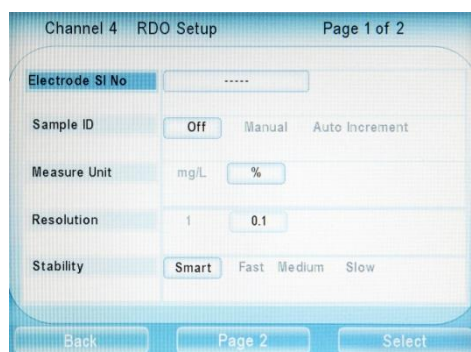 Channel 4 RDO Setup Page 1 of 2
Electrode Sl No -----
Sample ID Off Manual Auto Increment
Measure Unit mg/L %
Resolution 1 0.1
Stability Smart Fast Medium Slow
Back Page 2 Select